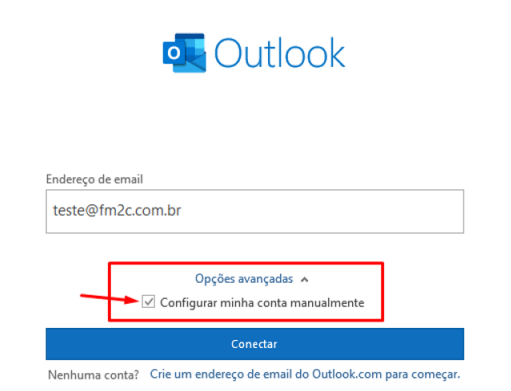 Outlook
Endereço de email
teste@fm2c.com.br
Opções avançadas
Configurar minha conta manualmente
Conectar
Nenhuma conta? Crie um endereço de email do Outlook.com para começar.